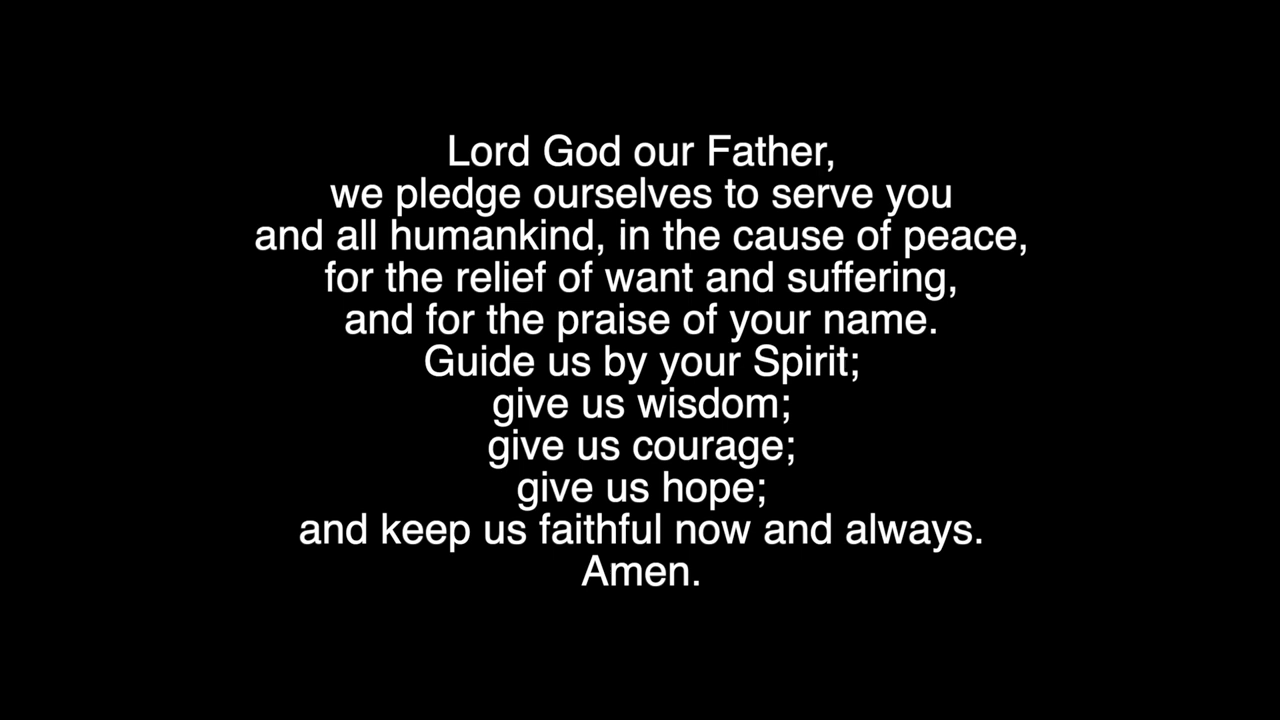 Lord God our Father,
we pledge ourselves to serve you
and all humankind, in the cause of peace,
for the relief of want and suffering,
and for the praise of your name.
Guide us by your Spirit;
give us wisdom;
give us courage;
give us hope;
and keep us faithful now and always.
Amen.